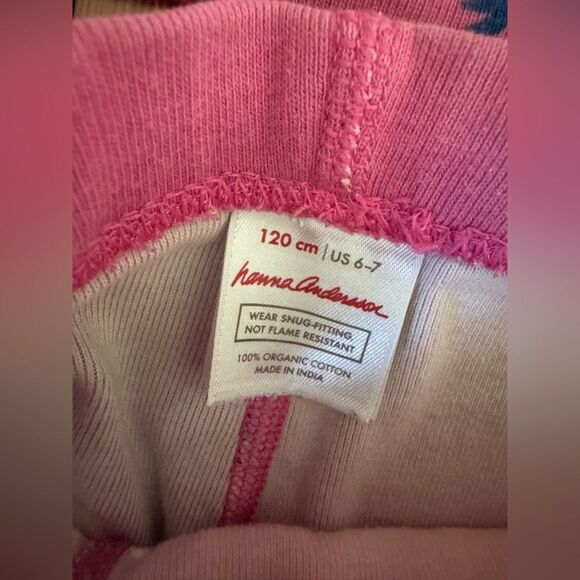 120 cm | US 6-7
hanna andersson
WEAR SNUG-FITTING
NOT FLAME RESISTANT
100% ORGANIC COTTON
MADE IN INDIA